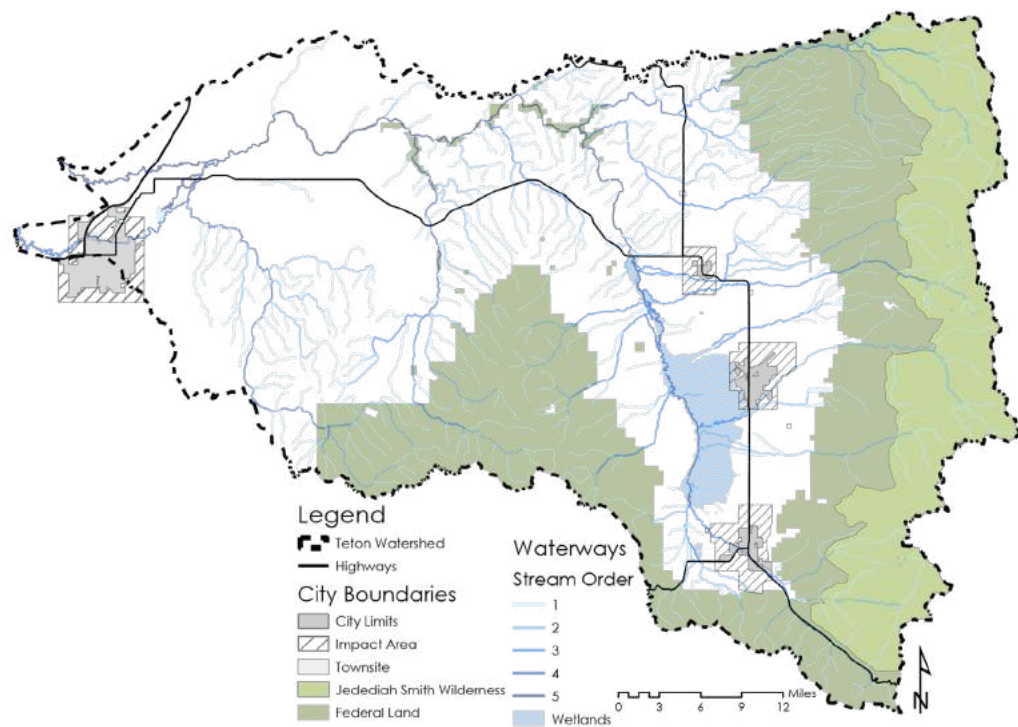 Legend
Teton Watershed
Highways
City Boundaries
City Limits
Impact Area
Townsite
Jedediah Smith Wilderness
Federal Land
Waterways
Stream Order
1
2
3
4
5
Wetlands
Miles
0 3 6 9 12
N